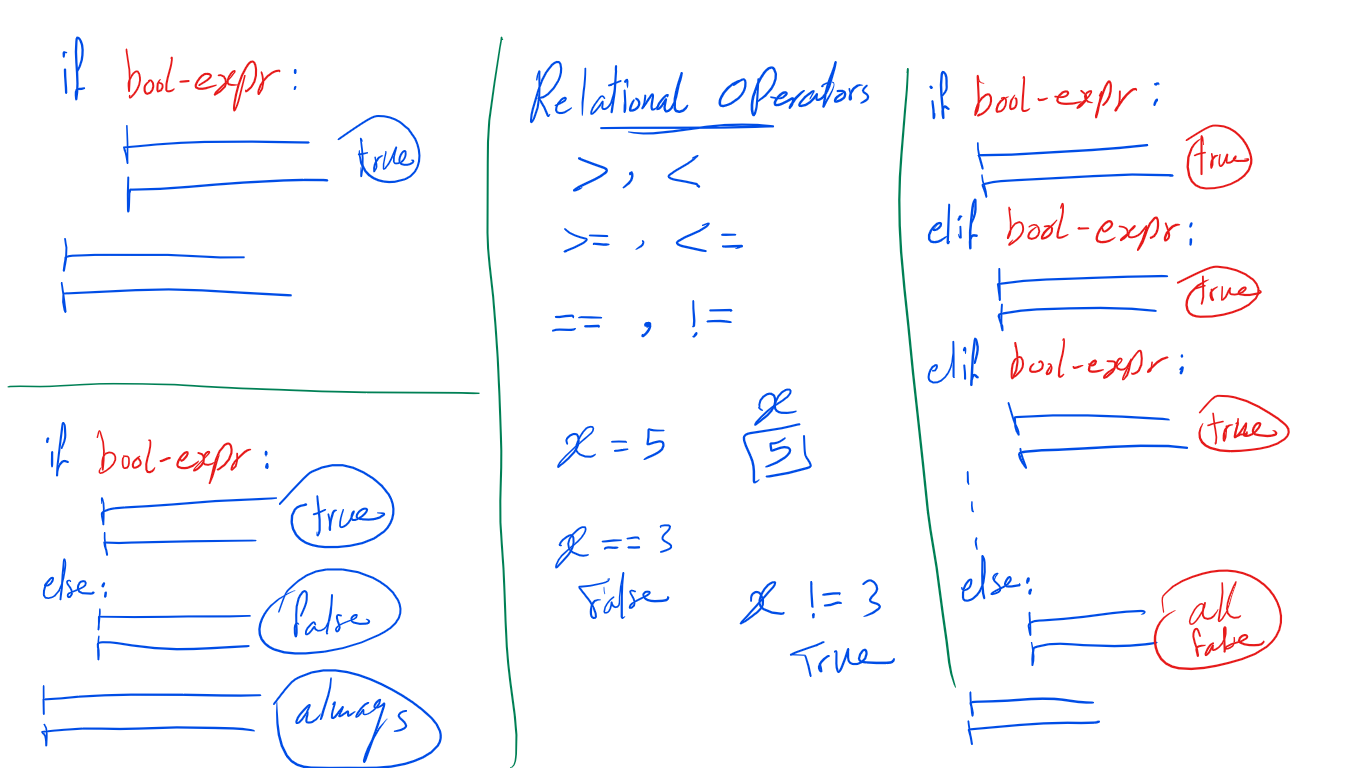 if bool-expr:
true
if bool-expr:
true
else:
false
always
Relational Operators
>, <
>=, <=
==, !=
x = 5
x
5
x == 3
False
x != 3
True
if bool-expr:
true
elif bool-expr:
true
elif bool-expr:
true
else:
all
false